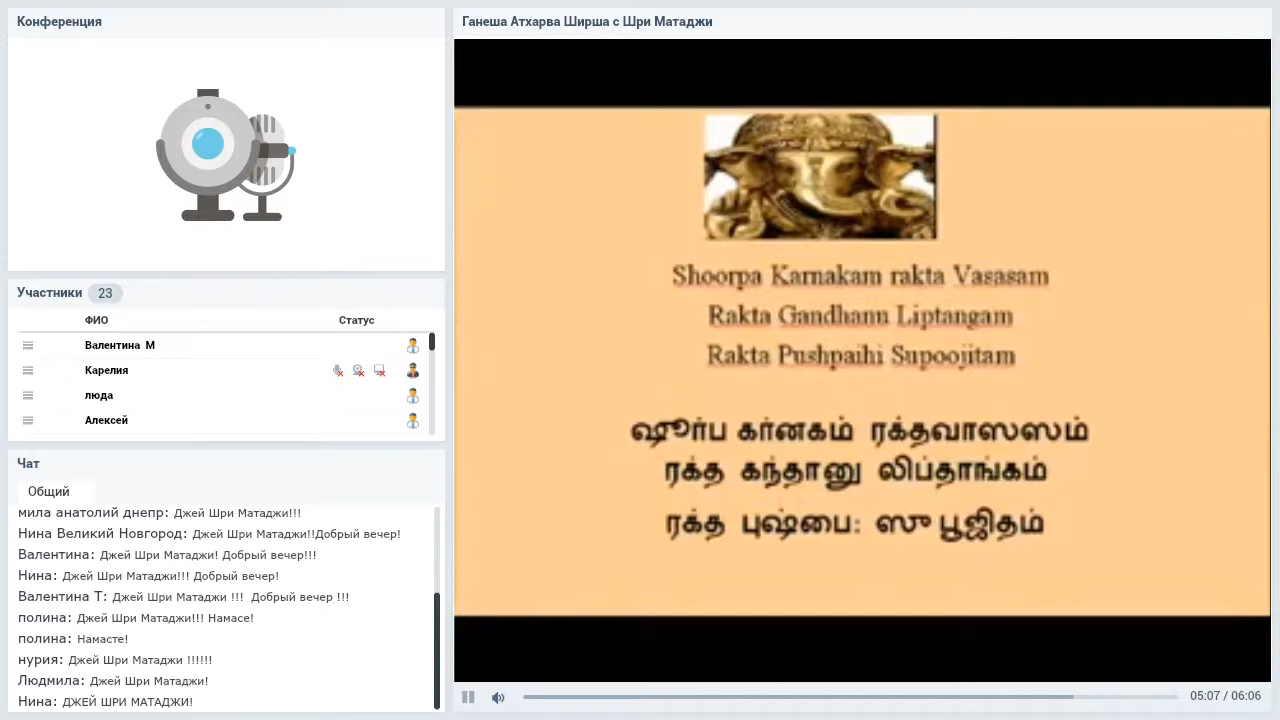 Конференция
Участники 23
ФИО Статус
Валентина М
Карелия
люда
Алексей
Чат
Общий
мила анатолий днепр: Джей Шри Матаджи!!!
Нина Великий Новгород: Джей Шри Матаджи!!Добрый вечер!
Валентина: Джей Шри Матаджи! Добрый вечер!!!
Нина: Джей Шри Матаджи!!! Добрый вечер!
Валентина Т: Джей Шри Матаджи !!!  Добрый вечер !!!
полина: Джей Шри Матаджи!!! Намасе!
полина: Намасте!
нурия: Джей Шри Матаджи !!!!!!
Людмила: Джей Шри Матаджи!
Нина: ДЖЕЙ ШРИ МАТАДЖИ!
Ганеша Атхарва Ширша с Шри Матаджи
Shoorpa Karnakam rakta Vasasam
Rakta Gandhanu Liptangam
Rakta Pushpaihi Supoojitam
ஷூர்ப கர்னகம் ரக்தவாஸஸம்
ரக்த கந்தானு லிப்தாங்கம்
ரக்த புஷ்பை: ஸு பூஜிதம்
05:07 / 06:06